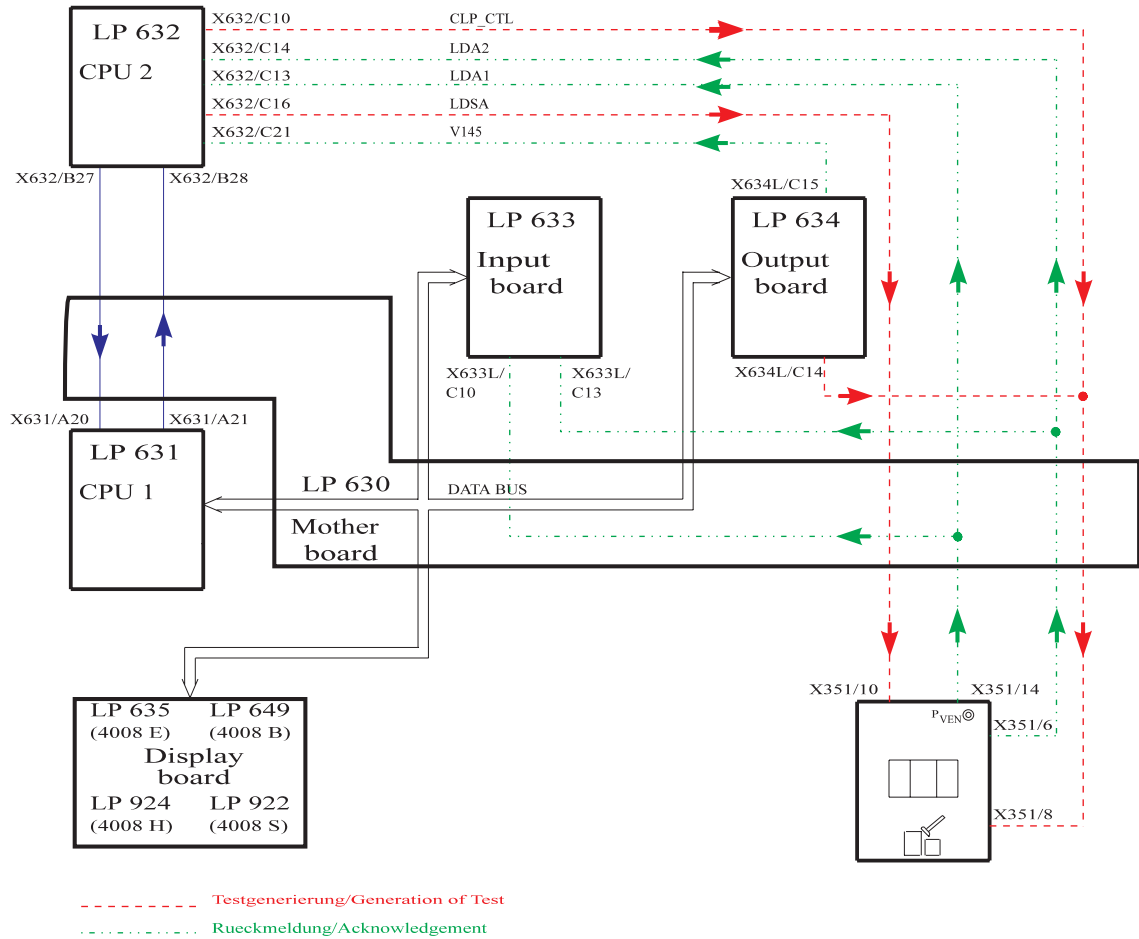 LP 632
CPU 2
X632/C10 CLP_CTL
X632/C14 LDA2
X632/C13 LDA1
X632/C16 LDSA
X632/C21 V145
X632/B27
X632/B28
X634L/C15
LP 633
Input
board
LP 634
Output
board
X633L/
C10
X633L/
C13
X634L/C14
X631/A20
X631/A21
LP 631
CPU 1
LP 630
Mother
board
DATA BUS
X351/10
X351/14
P VEN
X351/6
X351/8
LP 635 LP 649
(4008 E) (4008 B)
Display
board
LP 924 LP 922
(4008 H) (4008 S)
Testgenerierung/Generation of Test
Rueckmeldung/Acknowledgement